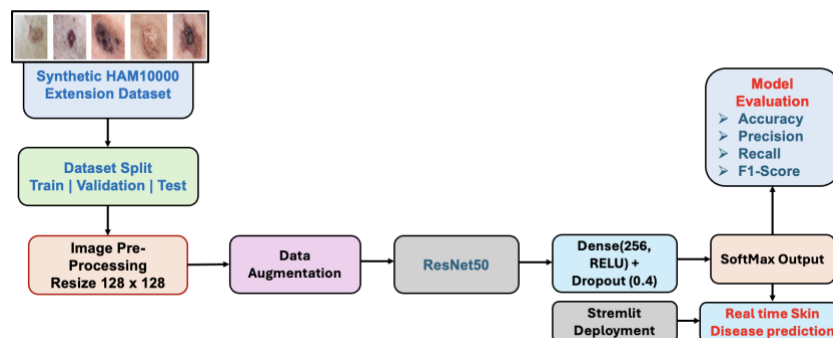 Synthetic HAM10000
Extension Dataset
Dataset Split
Train | Validation | Test
Image Pre-
Processing
Resize 128 x 128
Data
Augmentation
ResNet50
Dense(256,
RELU) +
Dropout (0.4)
SoftMax Output
Model
Evaluation
➢ Accuracy
➢ Precision
➢ Recall
➢ F1-Score
Stremlit
Deployment
Real time Skin
Disease prediction